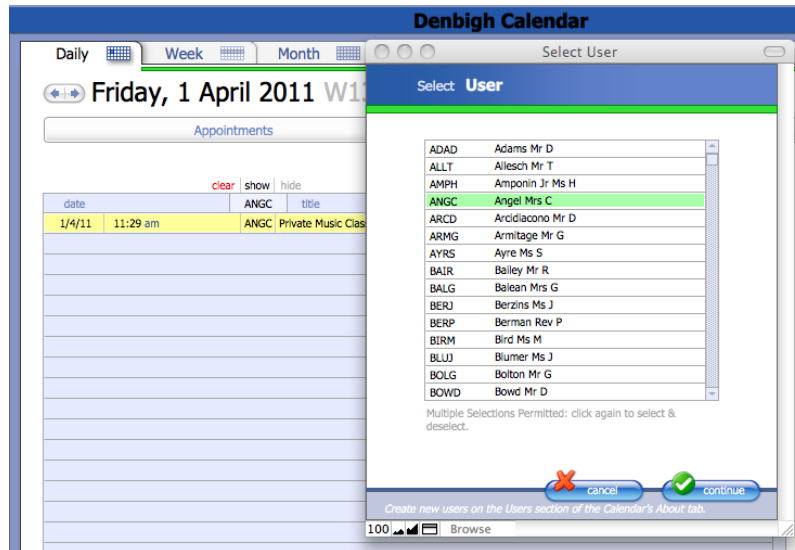 Denbigh Calendar
Daily Week Month
Select User
Friday, 1 April 2011
Select User
Appointments
clear show hide
date ANGC title
1/4/11 11:29 am ANGC Private Music Clas
ADAD Adams Mr D
ALLT Allesch Mr T
AMPH Amponin Jr Ms H
ANGC Angel Mrs C
ARCD Arcidiacono Mr D
ARMG Armitage Mr G
AYRS Ayre Ms S
BAIR Bailey Mr R
BALG Balean Mrs G
BERJ Berzins Ms J
BERP Berman Rev P
BIRM Bird Ms M
BLUJ Blumer Ms J
BOLG Bolton Mr G
BOWD Bowd Mr D
Multiple Selections Permitted: click again to select &
deselect.
cancel continue
Create new users on the Users section of the Calendar's About tab.
100 Browse